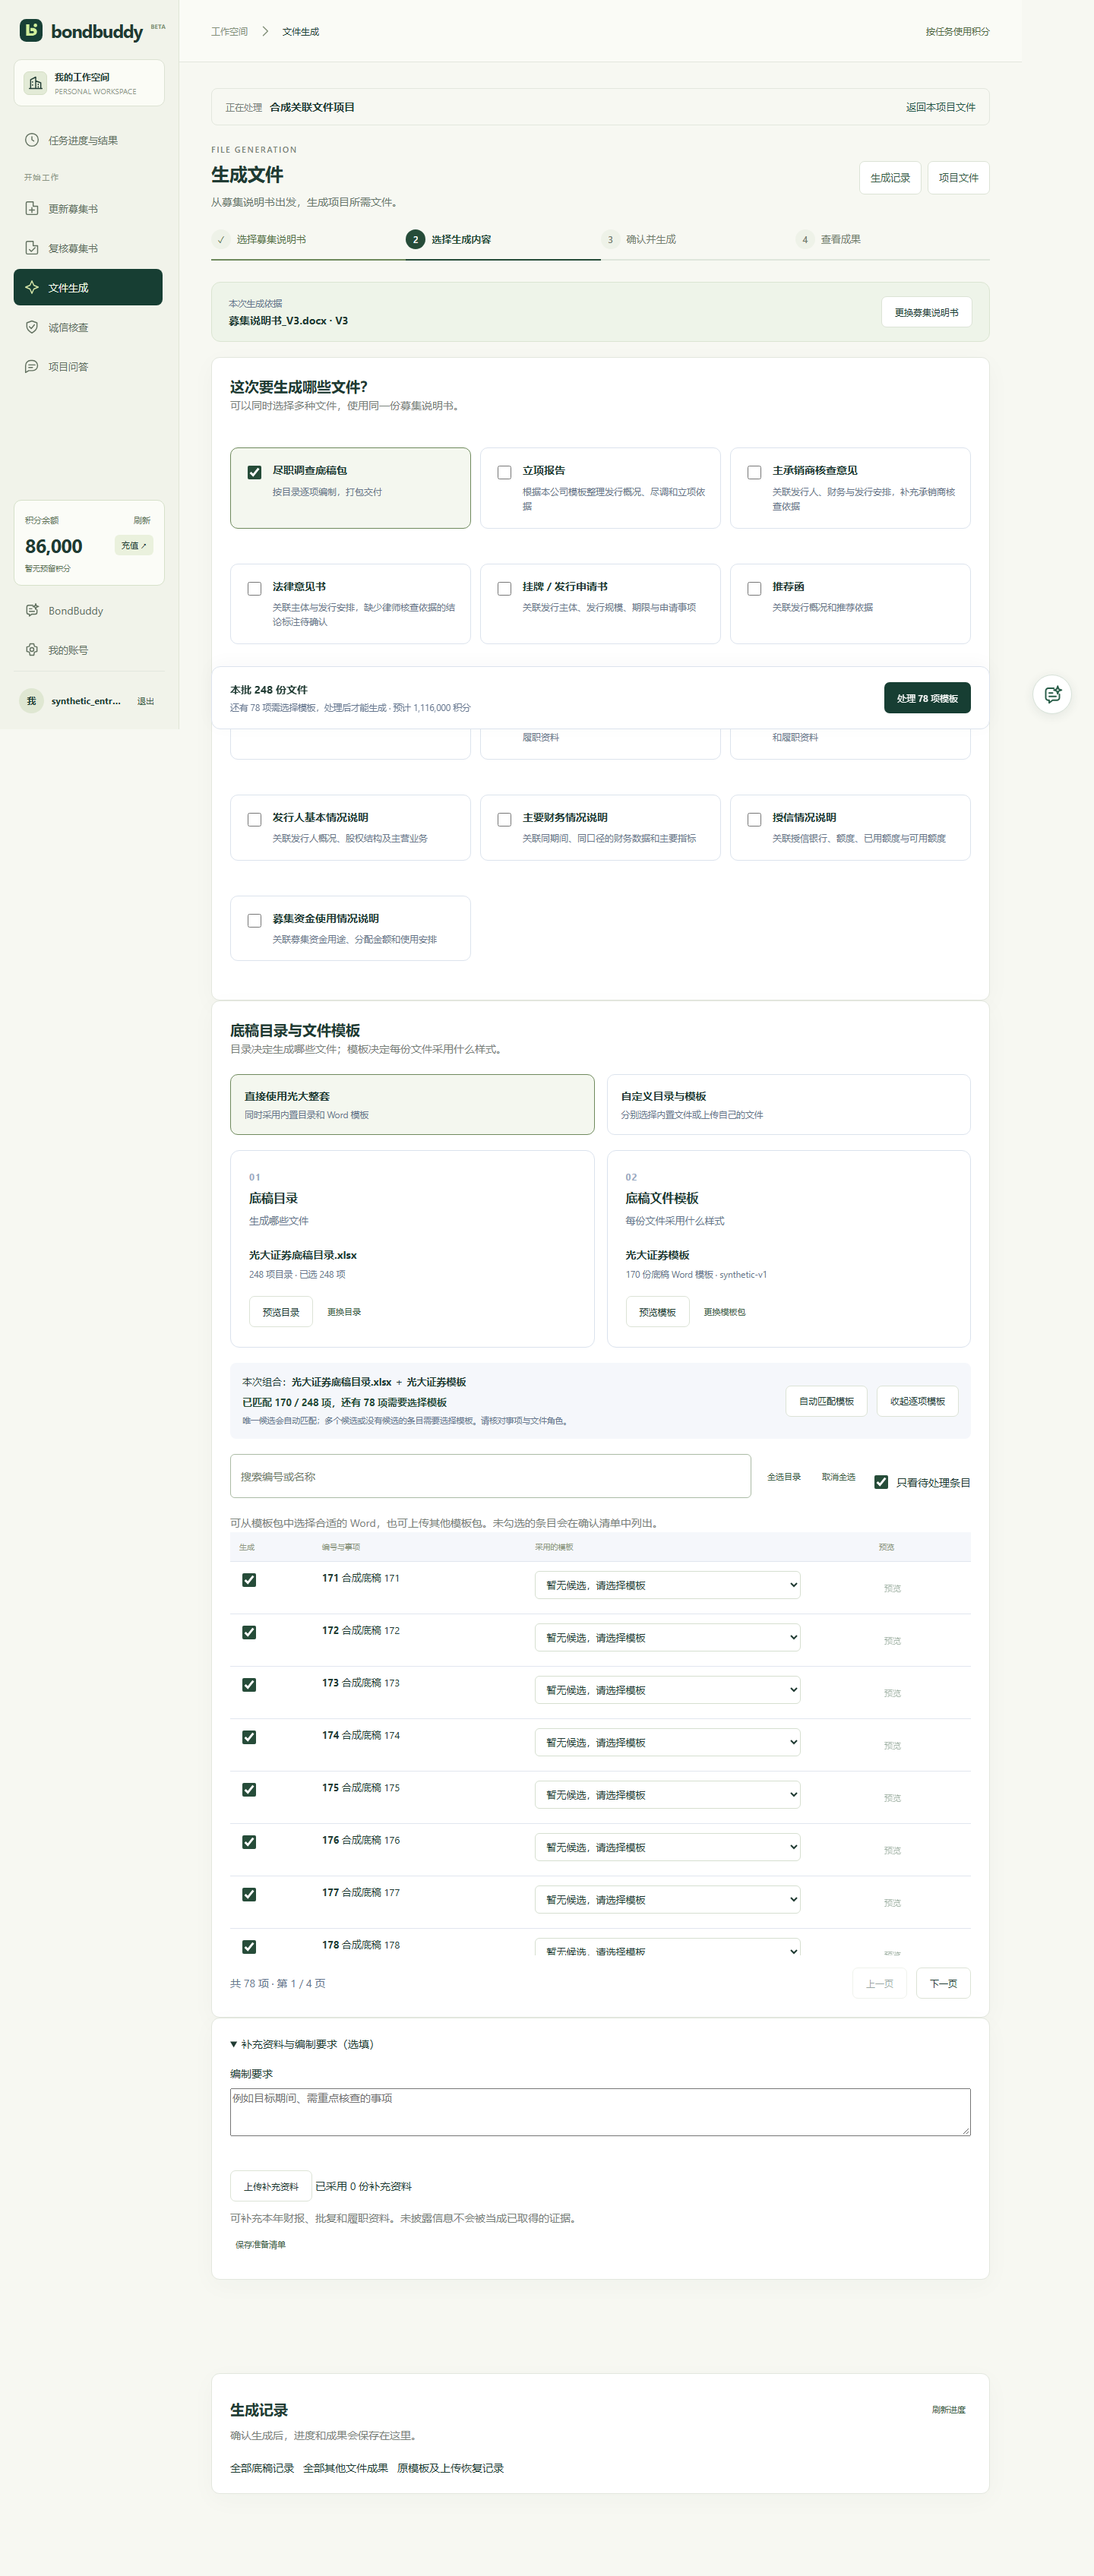 bondbuddy BETA
我的工作空间
PERSONAL WORKSPACE
任务进度与结果
开始工作
更新募集书
复核募集书
文件生成
诚信核查
项目问答
积分余额 刷新
86,000 充值 ↗
暂无预留积分
BondBuddy
我的账号
我 synthetic_entr... 退出
工作空间 > 文件生成 按任务使用积分
正在处理 合成关联文件项目 返回本项目文件
FILE GENERATION
生成文件
从募集说明书出发，生成项目所需文件。
生成记录 项目文件
✓ 选择募集说明书 2 选择生成内容 3 确认并生成 4 查看成果
本次生成依据
募集说明书_V3.docx · V3
更换募集说明书
这次要生成哪些文件？
可以同时选择多种文件，使用同一份募集说明书。
尽职调查底稿包
按目录逐项编制，打包交付
立项报告
根据本公司模板整理发行概况、尽调和立项依
据
主承销商核查意见
关联发行人、财务与发行安排，补充承销商核
查依据
法律意见书
关联主体与发行安排，缺少律师核查依据的结
论标注待确认
挂牌 / 发行申请书
关联发行主体、发行规模、期限与申请事项
推荐函
关联发行概况和推荐依据
本批 248 份文件
还有 78 项需选择模板，处理后才能生成 · 预计 1,116,000 积分
处理 78 项模板
履职资料
和履职资料
发行人基本情况说明
关联发行人概况、股权结构及主营业务
主要财务情况说明
关联同期间、同口径的财务数据和主要指标
授信情况说明
关联授信银行、额度、已用额度与可用额度
募集资金使用情况说明
关联募集资金用途、分配金额和使用安排
底稿目录与文件模板
目录决定生成哪些文件；模板决定每份文件采用什么样式。
直接使用光大整套
同时采用内置目录和 Word 模板
自定义目录与模板
分别选择内置文件或上传自己的文件
01
底稿目录
生成哪些文件
光大证券底稿目录.xlsx
248 项目录 · 已选 248 项
预览目录 更换目录
02
底稿文件模板
每份文件采用什么样式
光大证券模板
170 份底稿 Word 模板 · synthetic-v1
预览模板 更换模板包
本次组合：光大证券底稿目录.xlsx + 光大证券模板
已匹配 170 / 248 项，还有 78 项需要选择模板
唯一候选会自动匹配；多个候选或没有候选的条目需要选择模板。请核对事项与文件角色。
自动匹配模板 收起逐项模板
搜索编号或名称 全选目录 取消全选 只看待处理条目
可从模板包中选择合适的 Word，也可上传其他模板包。未勾选的条目会在确认清单中列出。
生成 编号与事项 采用的模板 预览
171 合成底稿 171 暂无候选，请选择模板 预览
172 合成底稿 172 暂无候选，请选择模板 预览
173 合成底稿 173 暂无候选，请选择模板 预览
174 合成底稿 174 暂无候选，请选择模板 预览
175 合成底稿 175 暂无候选，请选择模板 预览
176 合成底稿 176 暂无候选，请选择模板 预览
177 合成底稿 177 暂无候选，请选择模板 预览
178 合成底稿 178 暂无候选，请选择模板 预览
共 78 项 · 第 1 / 4 页 上一页 下一页
▼ 补充资料与编制要求（选填）
编制要求
例如目标期间、需重点核查的事项
上传补充资料 已采用 0 份补充资料
可补充本年财报、批复和履职资料。未披露信息不会被当成已取得的证据。
保存准备清单
生成记录 刷新进度
确认生成后，进度和成果会保存在这里。
全部底稿记录 全部其他文件成果 原模板及上传恢复记录